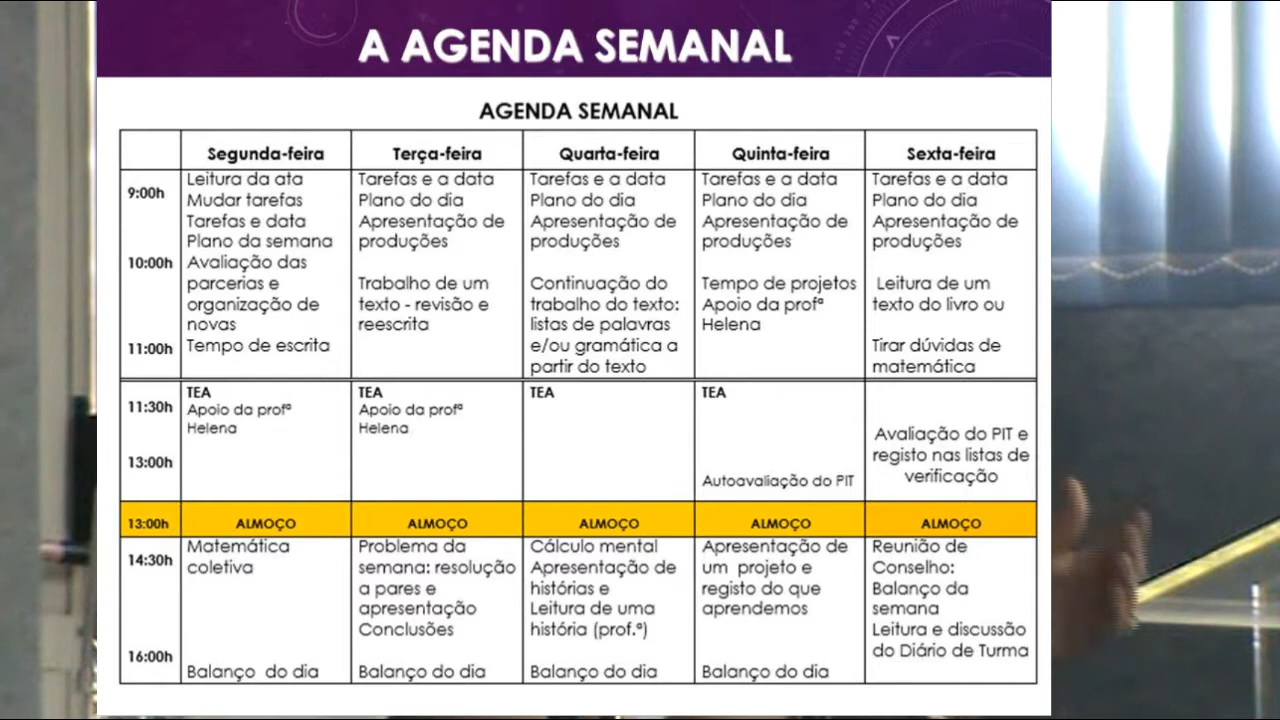 A AGENDA SEMANAL
AGENDA SEMANAL
Segunda-feira
Terça-feira
Quarta-feira
Quinta-feira
Sexta-feira
9:00h
10:00h
11:00h
Leitura da ata
Mudar tarefas
Tarefas e data
Plano da semana
Avaliação das
parcerias e
organização de
novas
Tempo de escrita
Tarefas e a data
Plano do dia
Apresentação de
produções
Trabalho de um
texto - revisão e
reescrita
Tarefas e a data
Plano do dia
Apresentação de
produções
Continuação do
trabalho do texto:
listas de palavras
e/ou gramática a
partir do texto
Tarefas e a data
Plano do dia
Apresentação de
produções
Tempo de projetos
Apoio da profª
Helena
Tarefas e a data
Plano do dia
Apresentação de
produções
Leitura de um
texto do livro ou
Tirar dúvidas de
matemática
11:30h
13:00h
TEA
Apoio da profª
Helena
TEA
Apoio da profª
Helena
TEA
TEA
Autoavaliação do PIT
Avaliação do PIT e
registo nas listas de
verificação
13:00h
ALMOÇO
ALMOÇO
ALMOÇO
ALMOÇO
ALMOÇO
14:30h
16:00h
Matemática
coletiva
Balanço do dia
Problema da
semana: resolução
a pares e
apresentação
Conclusões
Balanço do dia
Cálculo mental
Apresentação de
histórias e
Leitura de uma
história (prof.ª)
Balanço do dia
Apresentação de
um projeto e
registo do que
aprendemos
Balanço do dia
Reunião de
Conselho:
Balanço da
semana
Leitura e discussão
do Diário de Turma